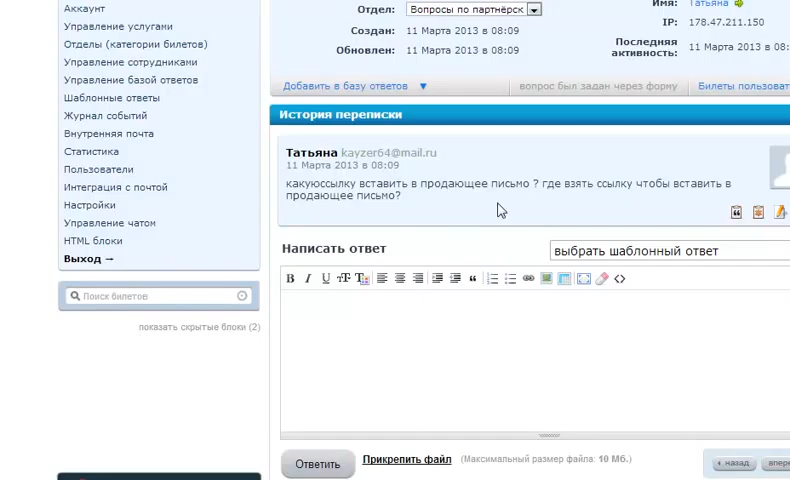 Аккаунт
Управление услугами
Отделы (категории билетов)
Управление сотрудниками
Управление базой ответов
Шаблонные ответы
Журнал событий
Внутренняя почта
Статистика
Пользователи
Интеграция с почтой
Настройки
Управление чатом
HTML блоки
Выход →
Поиск билетов
показать скрытые блоки (2)
Отдел: Вопросы по партнёрск
Создан: 11 Марта 2013 в 08:09
Обновлен: 11 Марта 2013 в 08:09
Имя: Татьяна
IP: 178.47.211.150
Последняя активность: 11 Марта 2013 в 08:
Добавить в базу ответов ▼
вопрос был задан через форму
Билеты пользоват
История переписки
Татьяна kayzer64@mail.ru
11 Марта 2013 в 08:09
какуюссылку вставить в продающее письмо ? где взять ссылку чтобы вставить в
продающее письмо?
Написать ответ
выбрать шаблонный ответ
Ответить
Прикрепить файл (Максимальный размер файла: 10 Мб.)
назад
впере